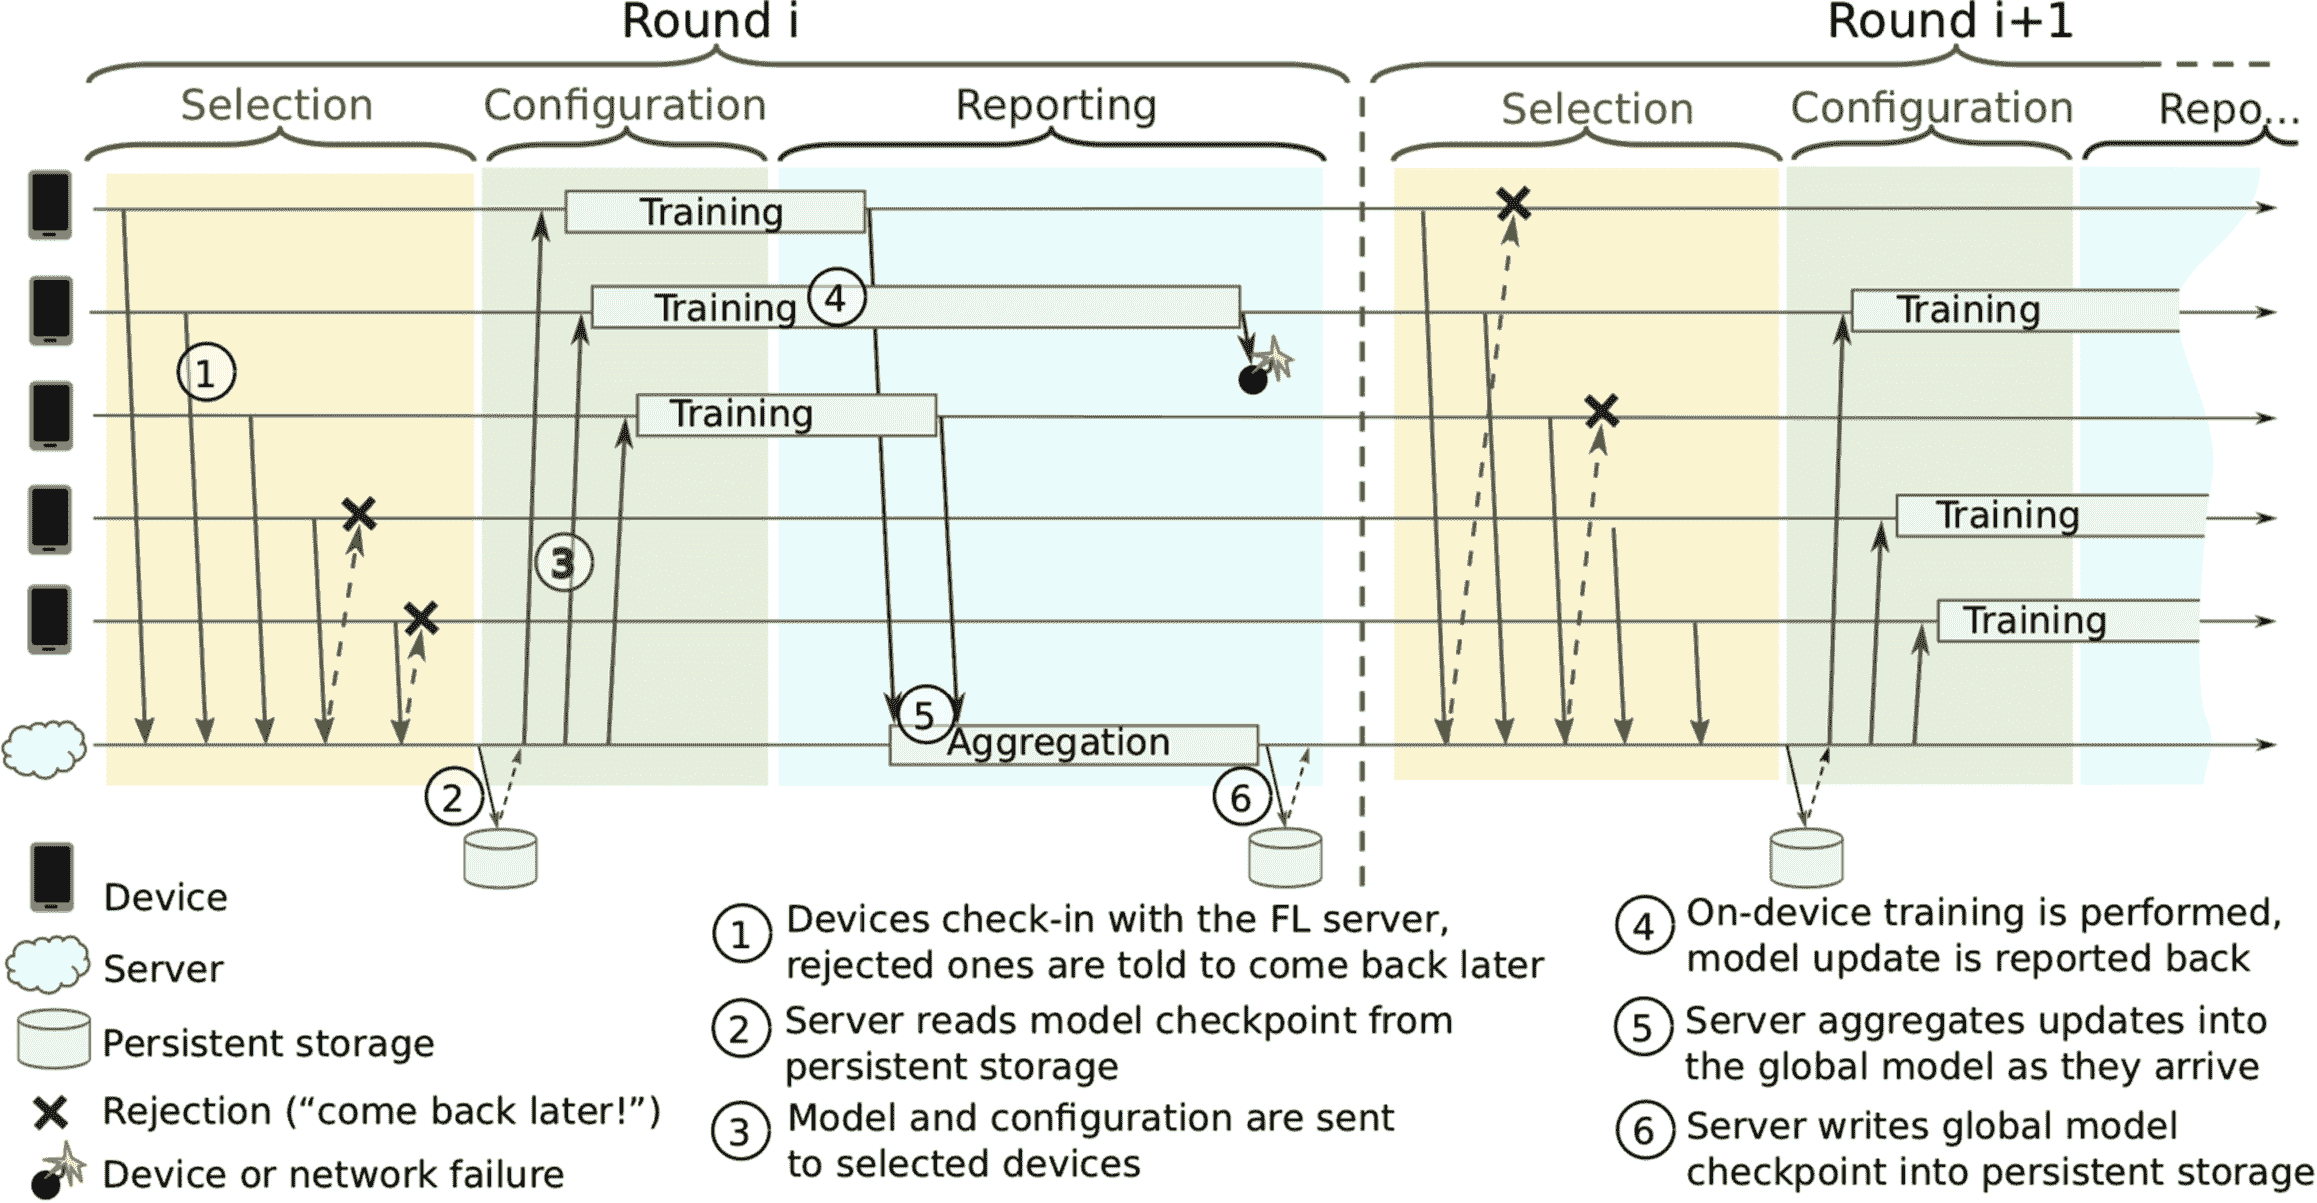 Round i
Round i+1
Selection
Configuration
Reporting
Selection
Configuration
Repo...
Training
Training
4
Training
1
3
Training
Training
Training
5
Aggregation
2
6
Device
Server
Persistent storage
Rejection (“come back later!”)
Device or network failure
1 Devices check-in with the FL server,
rejected ones are told to come back later
2 Server reads model checkpoint from
persistent storage
3 Model and configuration are sent
to selected devices
4 On-device training is performed,
model update is reported back
5 Server aggregates updates into
the global model as they arrive
6 Server writes global model
checkpoint into persistent storage